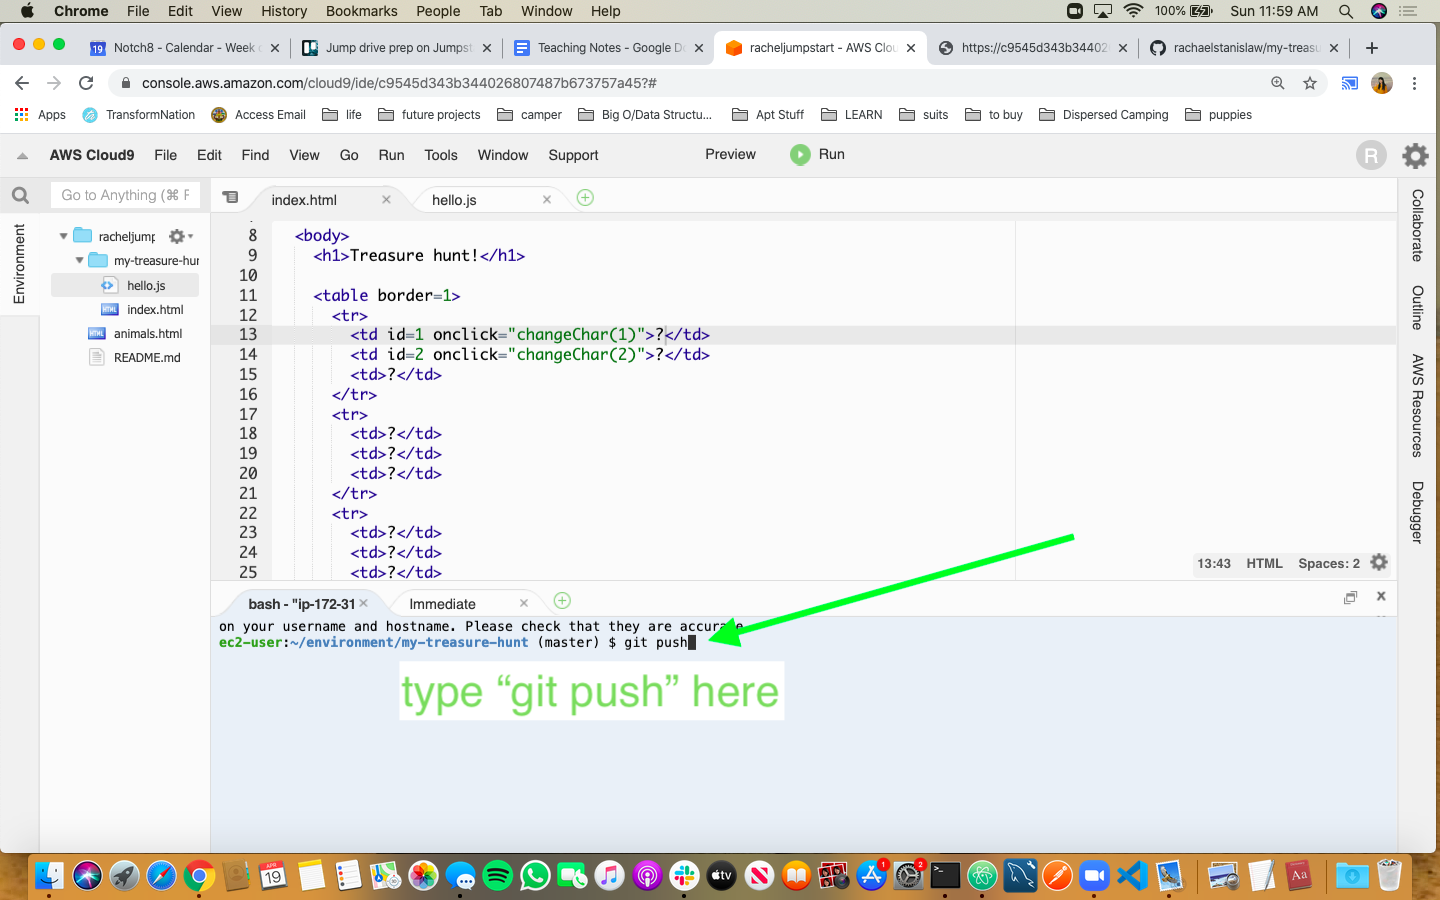 Chrome File Edit View History Bookmarks People Tab Window Help 100% Sun 11:59 AM
19 Notch8 - Calendar - Week Jump drive prep on Jumpst Teaching Notes - Google D racheljumpstart - AWS Clou https://c9545d343b34402 rachaelstanislaw/my-treasu
console.aws.amazon.com/cloud9/ide/c9545d343b344026807487b673757a45?#
Apps TransformNation Access Email life future projects camper Big O/Data Structu... Apt Stuff LEARN suits to buy Dispersed Camping puppies
AWS Cloud9 File Edit Find View Go Run Tools Window Support Preview Run R
Go to Anything (⌘ P index.html hello.js
Environment
racheljump
my-treasure-hun
hello.js
index.html
animals.html
README.md
8 <body>
9 <h1>Treasure hunt!</h1>
10
11 <table border=1>
12 <tr>
13 <td id=1 onclick="changeChar(1)">?</td>
14 <td id=2 onclick="changeChar(2)">?</td>
15 <td>?</td>
16 </tr>
17 <tr>
18 <td>?</td>
19 <td>?</td>
20 <td>?</td>
21 </tr>
22 <tr>
23 <td>?</td>
24 <td>?</td>
25 <td>?</td>
13:43 HTML Spaces: 2
Collaborate
Outline
AWS Resources
Debugger
bash - "ip-172-31 Immediate
on your username and hostname. Please check that they are accurate
ec2-user:~/environment/my-treasure-hunt (master) $ git push
type “git push” here
APR
19
1
2
tv
Aa